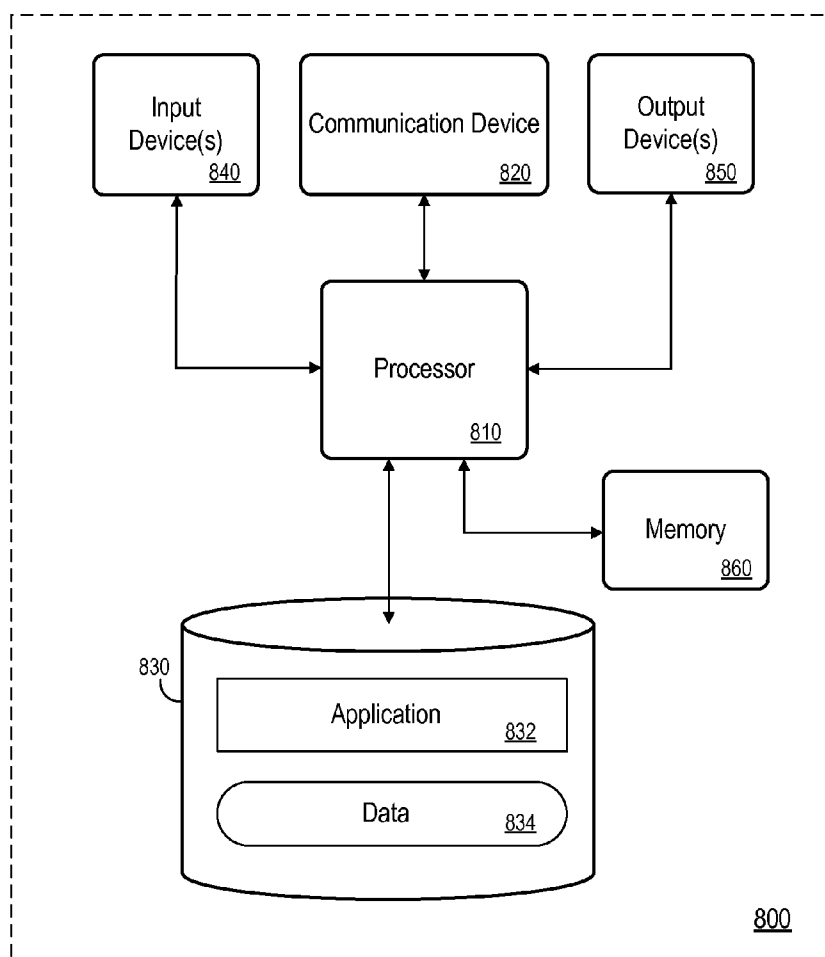 Input
Device(s)
840
Communication Device
820
Output
Device(s)
850
Processor
810
Memory
860
830
Application
832
Data
834
800